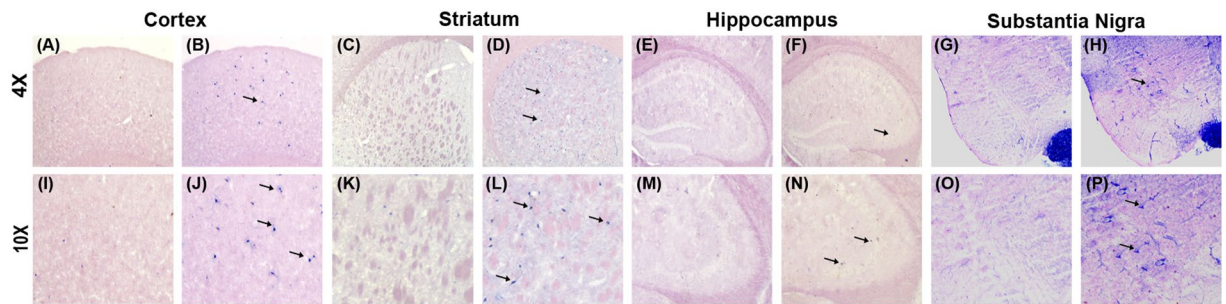 Cortex Striatum Hippocampus Substantia Nigra
4X (A) (B) (C) (D) (E) (F) (G) (H)
10X (I) (J) (K) (L) (M) (N) (O) (P)